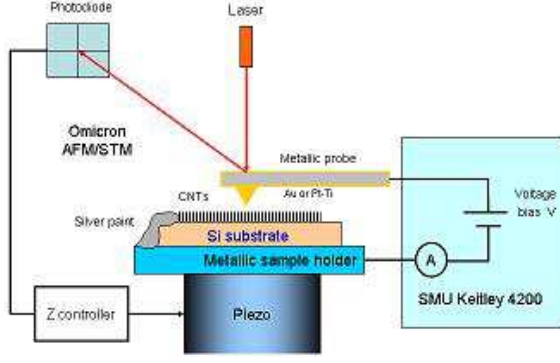 Photodiode
Laser
Omicron
AFM/STM
Metallic probe
CNTs
Au or Pt-Ti
Silver paint
Si substrate
Metallic sample holder
Voltage
bias V
A
SMU Keitley 4200
Z controller
Piezo